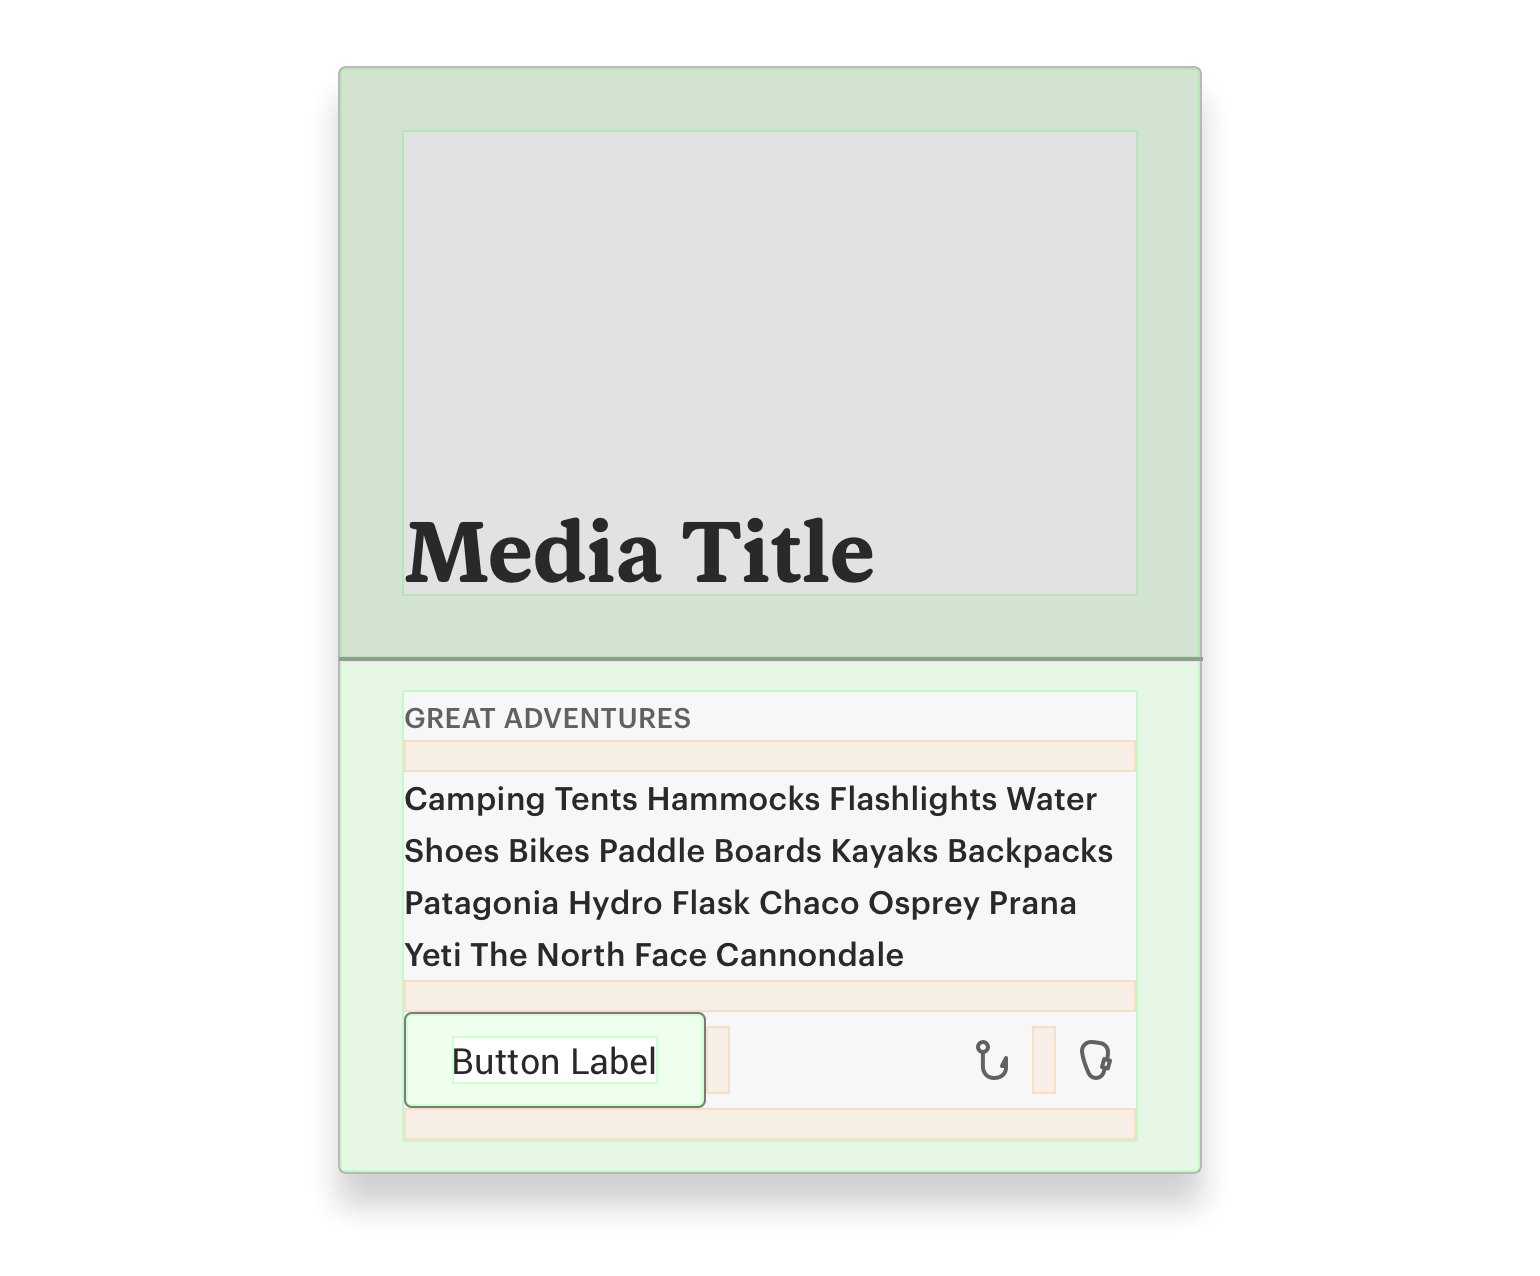 Media Title
GREAT ADVENTURES
Camping Tents Hammocks Flashlights Water
Shoes Bikes Paddle Boards Kayaks Backpacks
Patagonia Hydro Flask Chaco Osprey Prana
Yeti The North Face Cannondale
Button Label